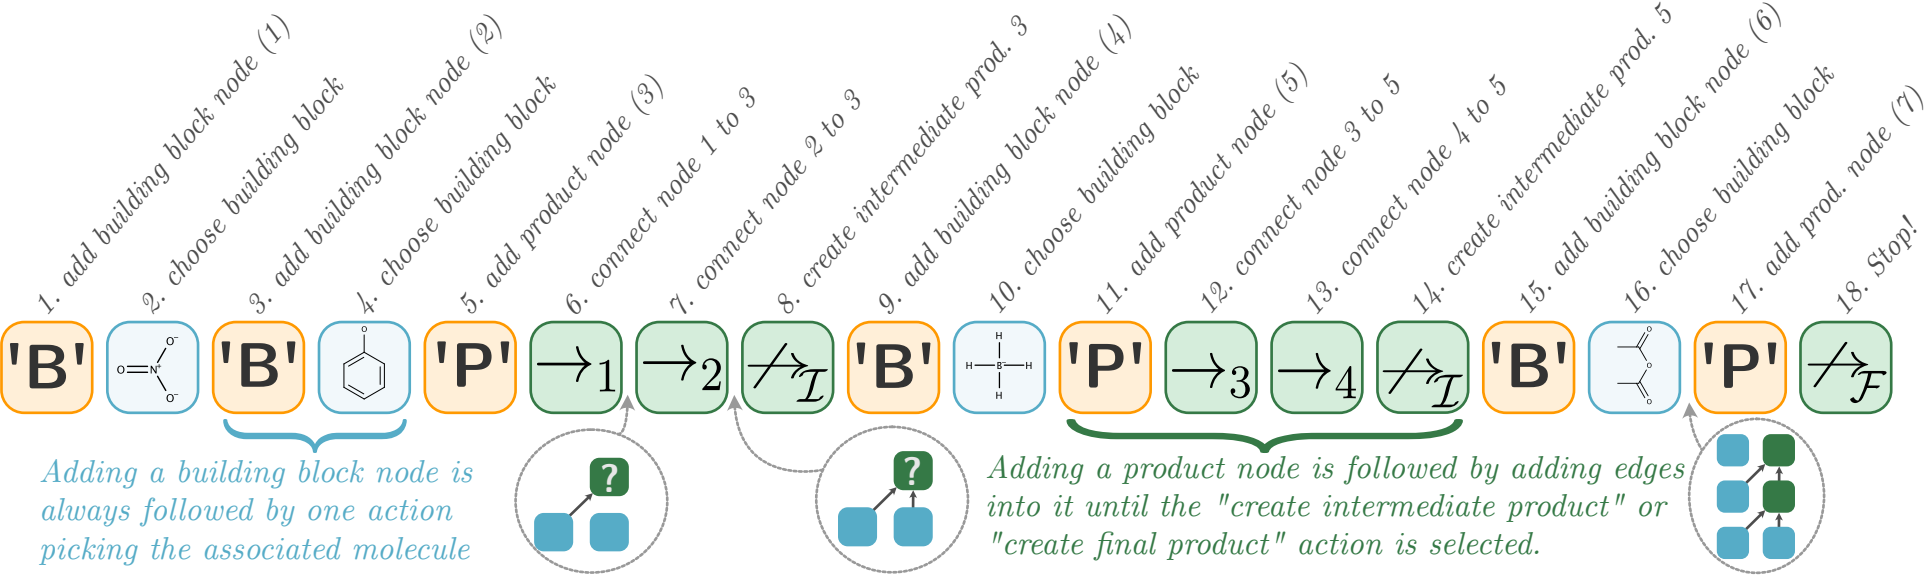 1. add building block node (1)
2. choose building block
3. add building block node (2)
4. choose building block
5. add product node (3)
6. connect node 1 to 3
7. connect node 2 to 3
8. create intermediate prod. 3
9. add building block node (4)
10. choose building block
11. add product node (5)
12. connect node 3 to 5
13. connect node 4 to 5
14. create intermediate prod. 5
15. add building block node (6)
16. choose building block
17. add prod. node (7)
18. Stop!
'B'
O N+ O- O-
'B'
O
'P'
→1
→2
↛I
'B'
H H B- H H
'P'
→3
→4
↛I
'B'
O O O
'P'
↛F
Adding a building block node is
always followed by one action
picking the associated molecule
?
?
Adding a product node is followed by adding edges
into it until the "create intermediate product" or
"create final product" action is selected.